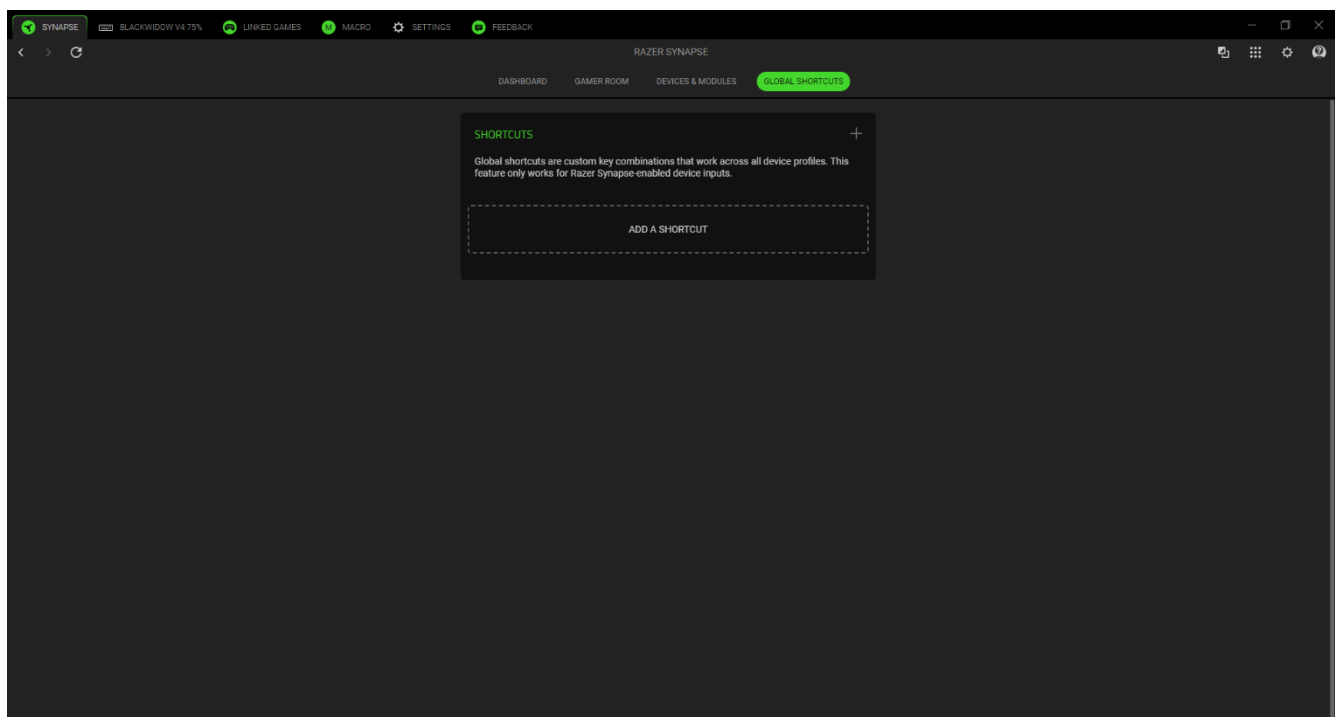 SYNAPSE BLACKWIDOW V4 75% LINKED GAMES M MACRO SETTINGS FEEDBACK
RAZER SYNAPSE
DASHBOARD GAMER ROOM DEVICES & MODULES GLOBAL SHORTCUTS
SHORTCUTS
Global shortcuts are custom key combinations that work across all device profiles. This
feature only works for Razer Synapse-enabled device inputs.
ADD A SHORTCUT